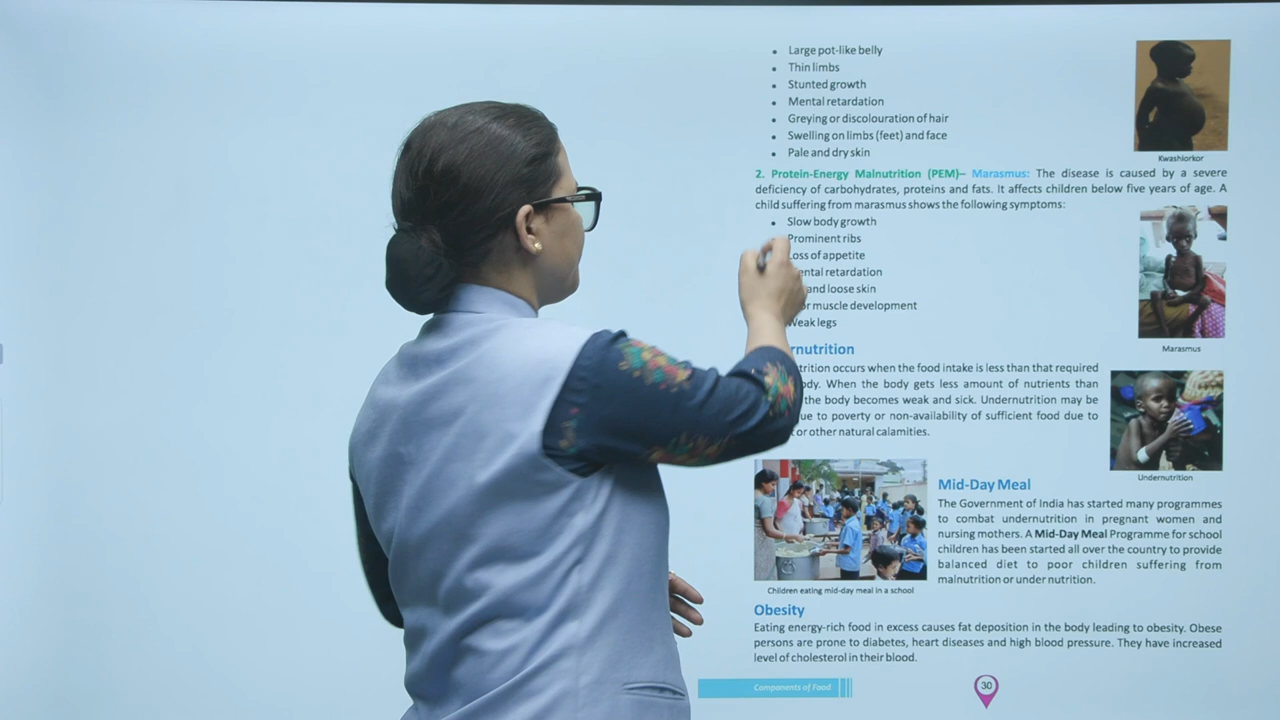 Large pot-like belly
Thin limbs
Stunted growth
Mental retardation
Greying or discolouration of hair
Swelling on limbs (feet) and face
Pale and dry skin
Kwashiorkor
2. Protein-Energy Malnutrition (PEM)– Marasmus: The disease is caused by a severe
deficiency of carbohydrates, proteins and fats. It affects children below five years of age. A
child suffering from marasmus shows the following symptoms:
Slow body growth
Prominent ribs
Loss of appetite
retardation
and loose skin
muscle development
Weak legs
Marasmus
occurs when the food intake is less than that required
When the body gets less amount of nutrients than
the body becomes weak and sick. Undernutrition may be
to poverty or non-availability of sufficient food due to
or other natural calamities.
Undernutrition
Mid-Day Meal
The Government of India has started many programmes
to combat undernutrition in pregnant women and
nursing mothers. A Mid-Day Meal Programme for school
children has been started all over the country to provide
balanced diet to poor children suffering from
malnutrition or under nutrition.
Children eating mid-day meal in a school
Obesity
Eating energy-rich food in excess causes fat deposition in the body leading to obesity. Obese
persons are prone to diabetes, heart diseases and high blood pressure. They have increased
level of cholesterol in their blood.
Components of Food
30